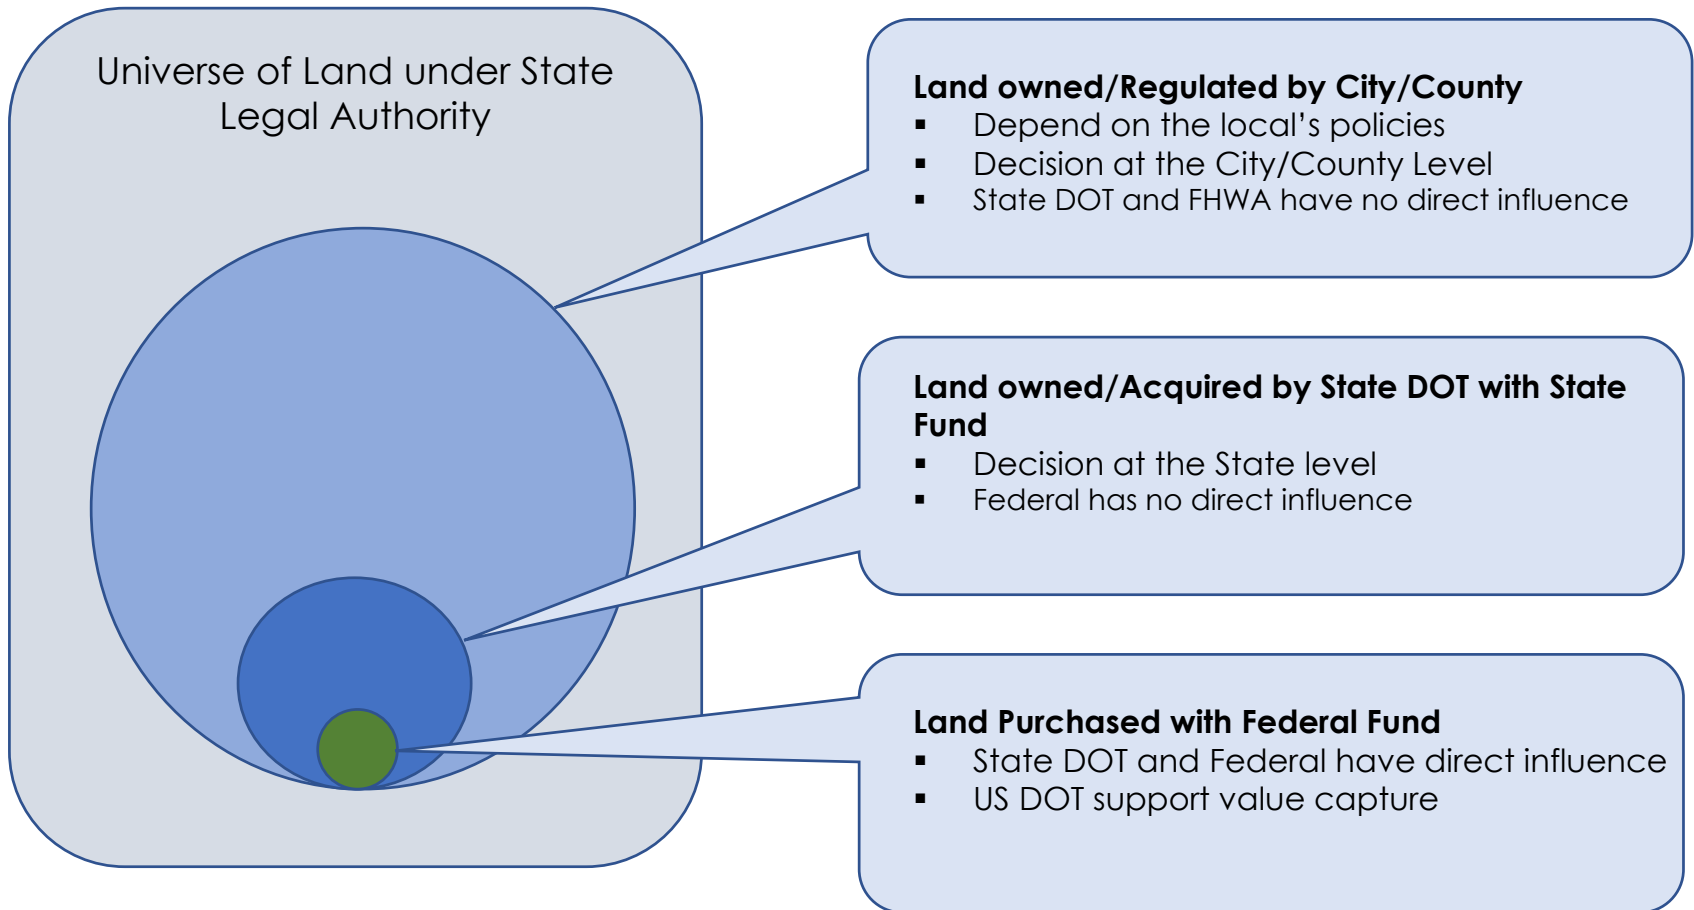 Universe of Land under State
Legal Authority
Land owned/Regulated by City/County
▪ Depend on the local’s policies
▪ Decision at the City/County Level
▪ State DOT and FHWA have no direct influence
Land owned/Acquired by State DOT with State
Fund
▪ Decision at the State level
▪ Federal has no direct influence
Land Purchased with Federal Fund
▪ State DOT and Federal have direct influence
▪ US DOT support value capture